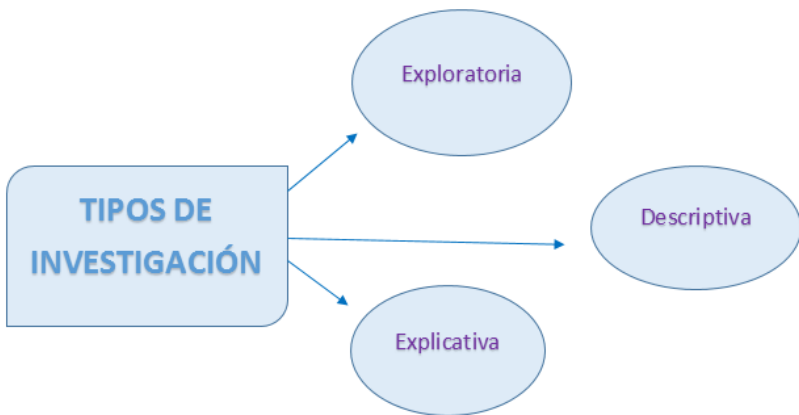 TIPOS DE
INVESTIGACIÓN
Exploratoria
Descriptiva
Explicativa